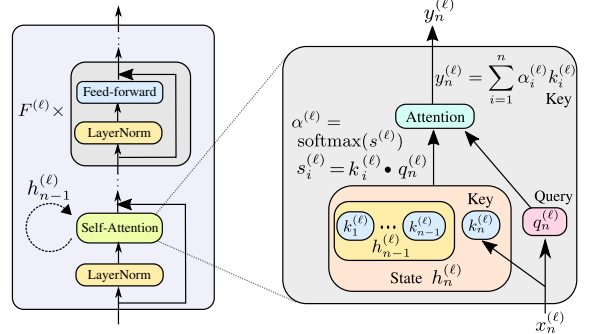 Feed-forward
F^{(ℓ)}×
LayerNorm
h_{n-1}^{(ℓ)}
Self-Attention
LayerNorm
y_n^{(ℓ)}
y_n^{(ℓ)} = \sum_{i=1}^{n} α_i^{(ℓ)} k_i^{(ℓ)}
Key
Attention
α^{(ℓ)} =
softmax(s^{(ℓ)})
s_i^{(ℓ)} = k_i^{(ℓ)} • q_n^{(ℓ)}
Key
Query
k_1^{(ℓ)} ··· k_{n-1}^{(ℓ)} k_n^{(ℓ)} q_n^{(ℓ)}
h_{n-1}^{(ℓ)}
State h_n^{(ℓ)}
x_n^{(ℓ)}